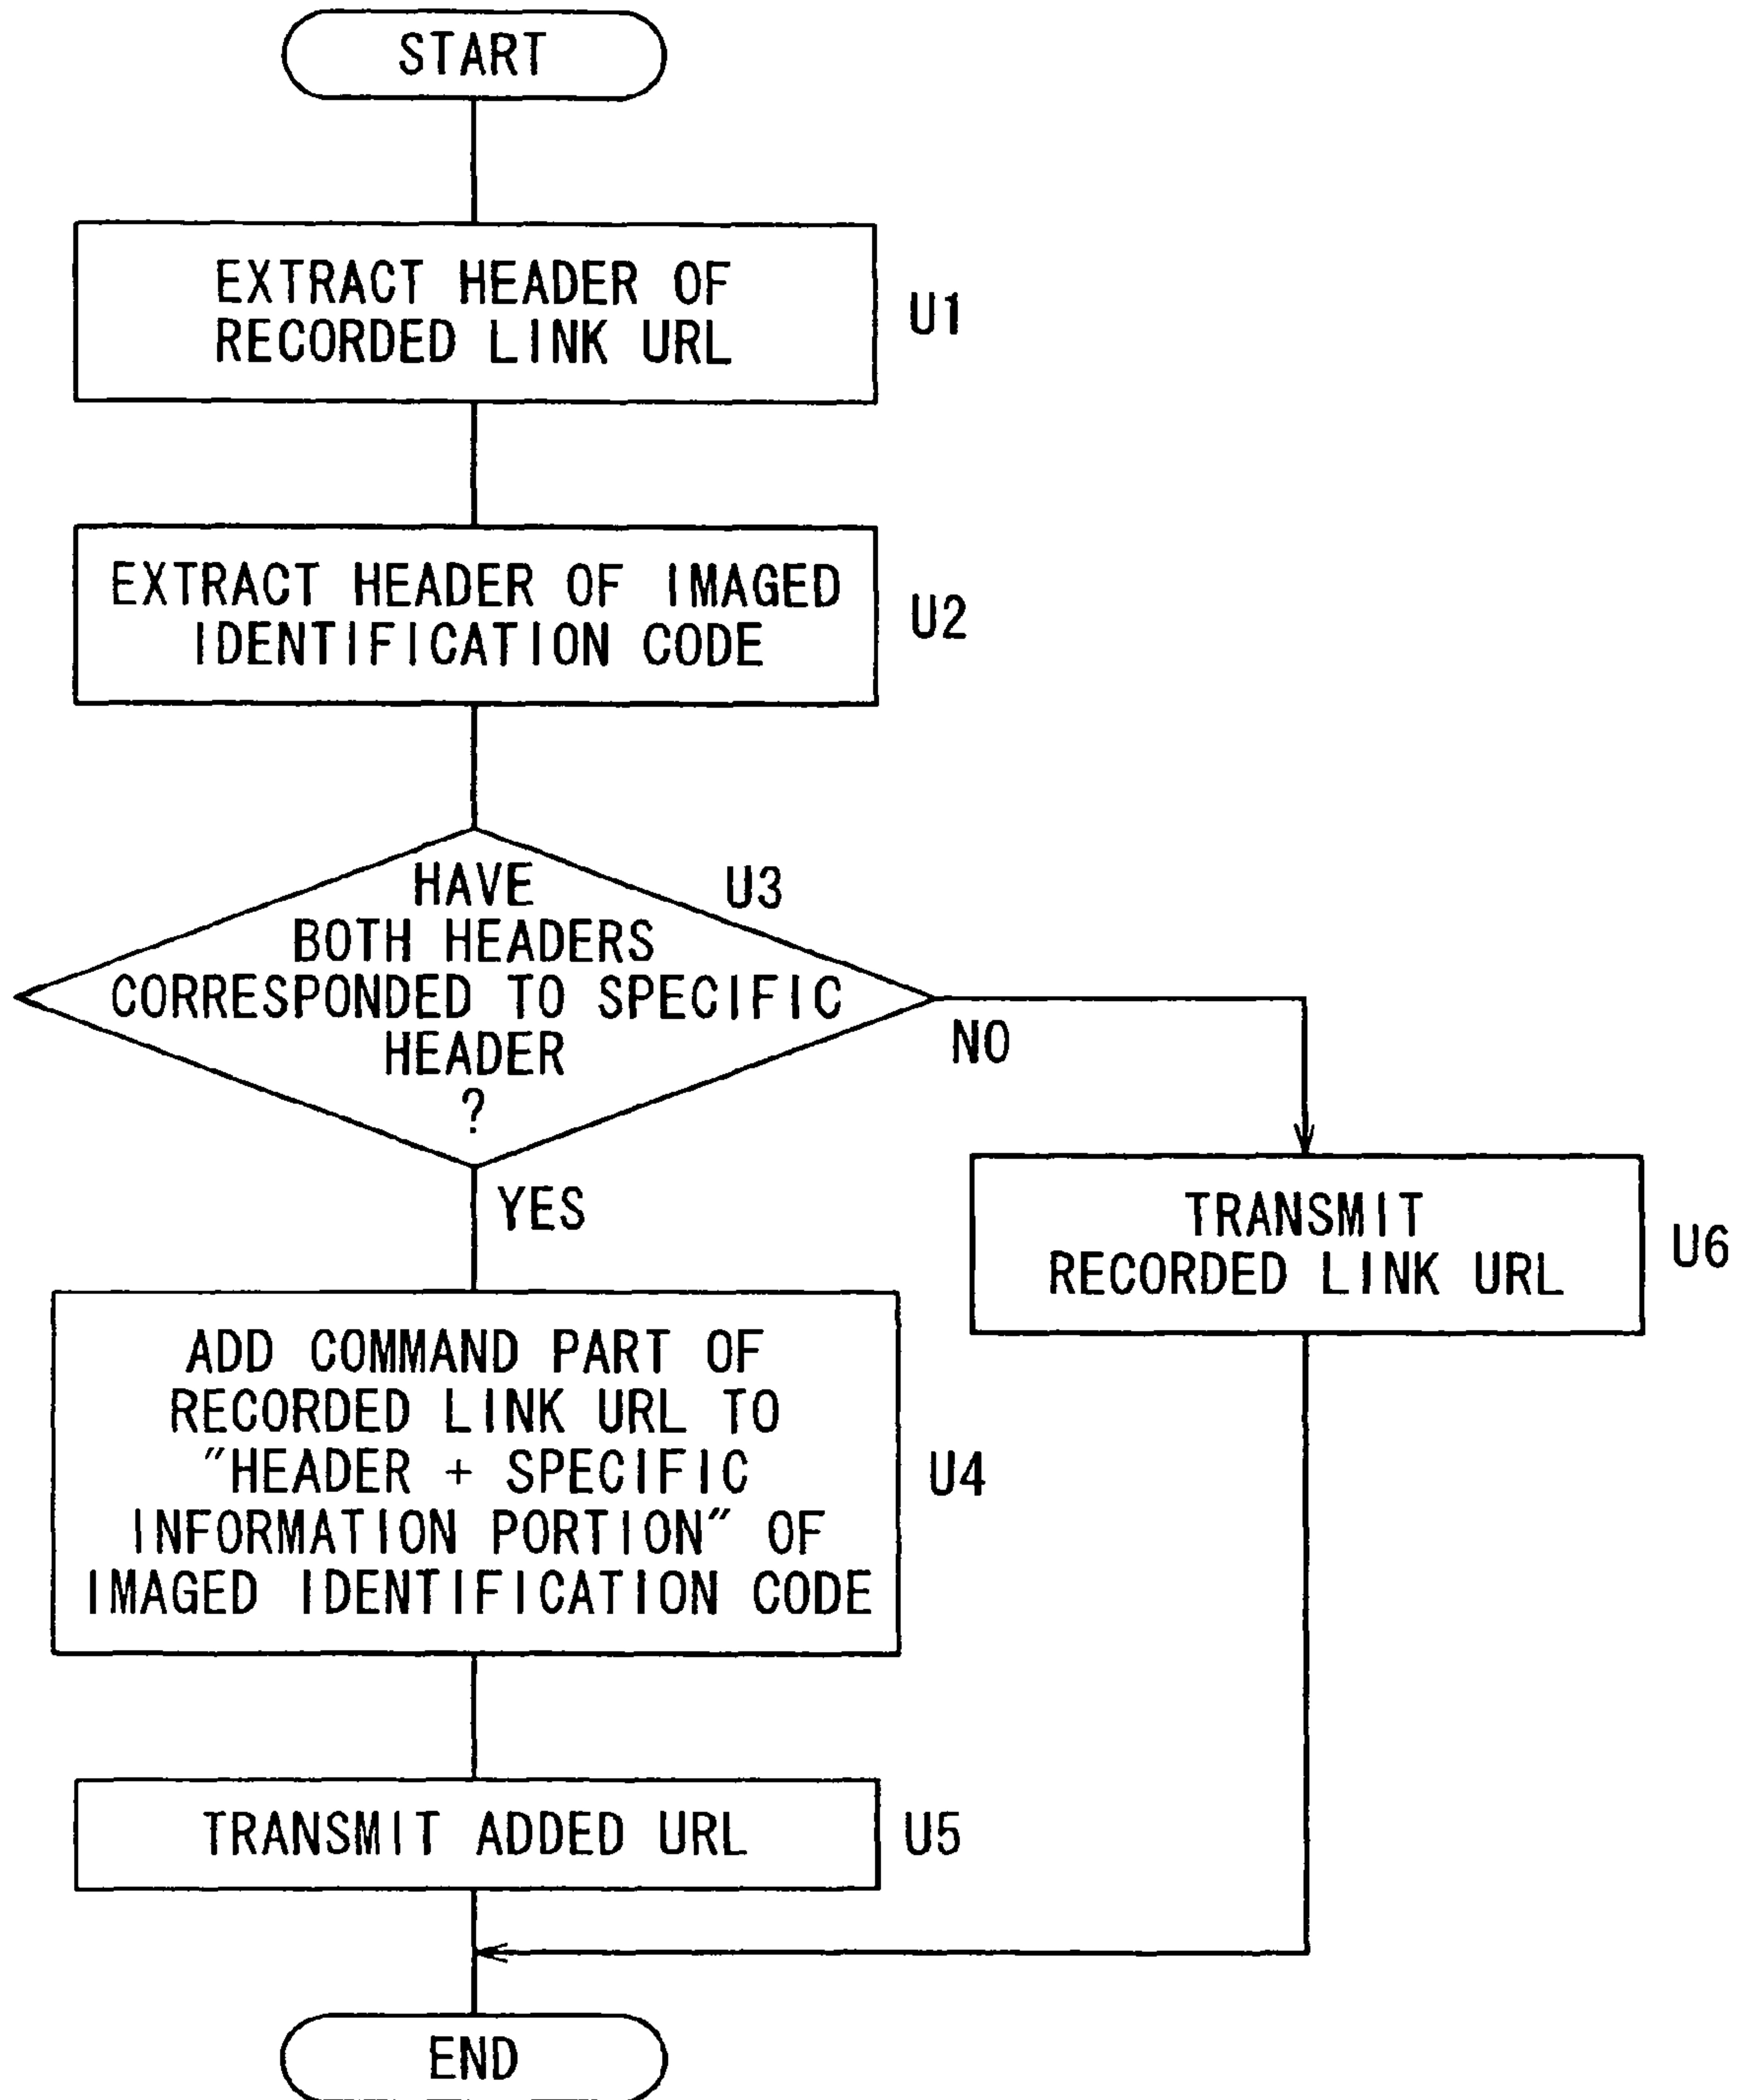 START
EXTRACT HEADER OF
RECORDED LINK URL
U1
EXTRACT HEADER OF IMAGED
IDENTIFICATION CODE
U2
HAVE
BOTH HEADERS
CORRESPONDED TO SPECIFIC
HEADER
?
U3
NO
YES
TRANSMIT
RECORDED LINK URL
U6
ADD COMMAND PART OF
RECORDED LINK URL TO
"HEADER + SPECIFIC
INFORMATION PORTION" OF
IMAGED IDENTIFICATION CODE
U4
TRANSMIT ADDED URL
U5
END